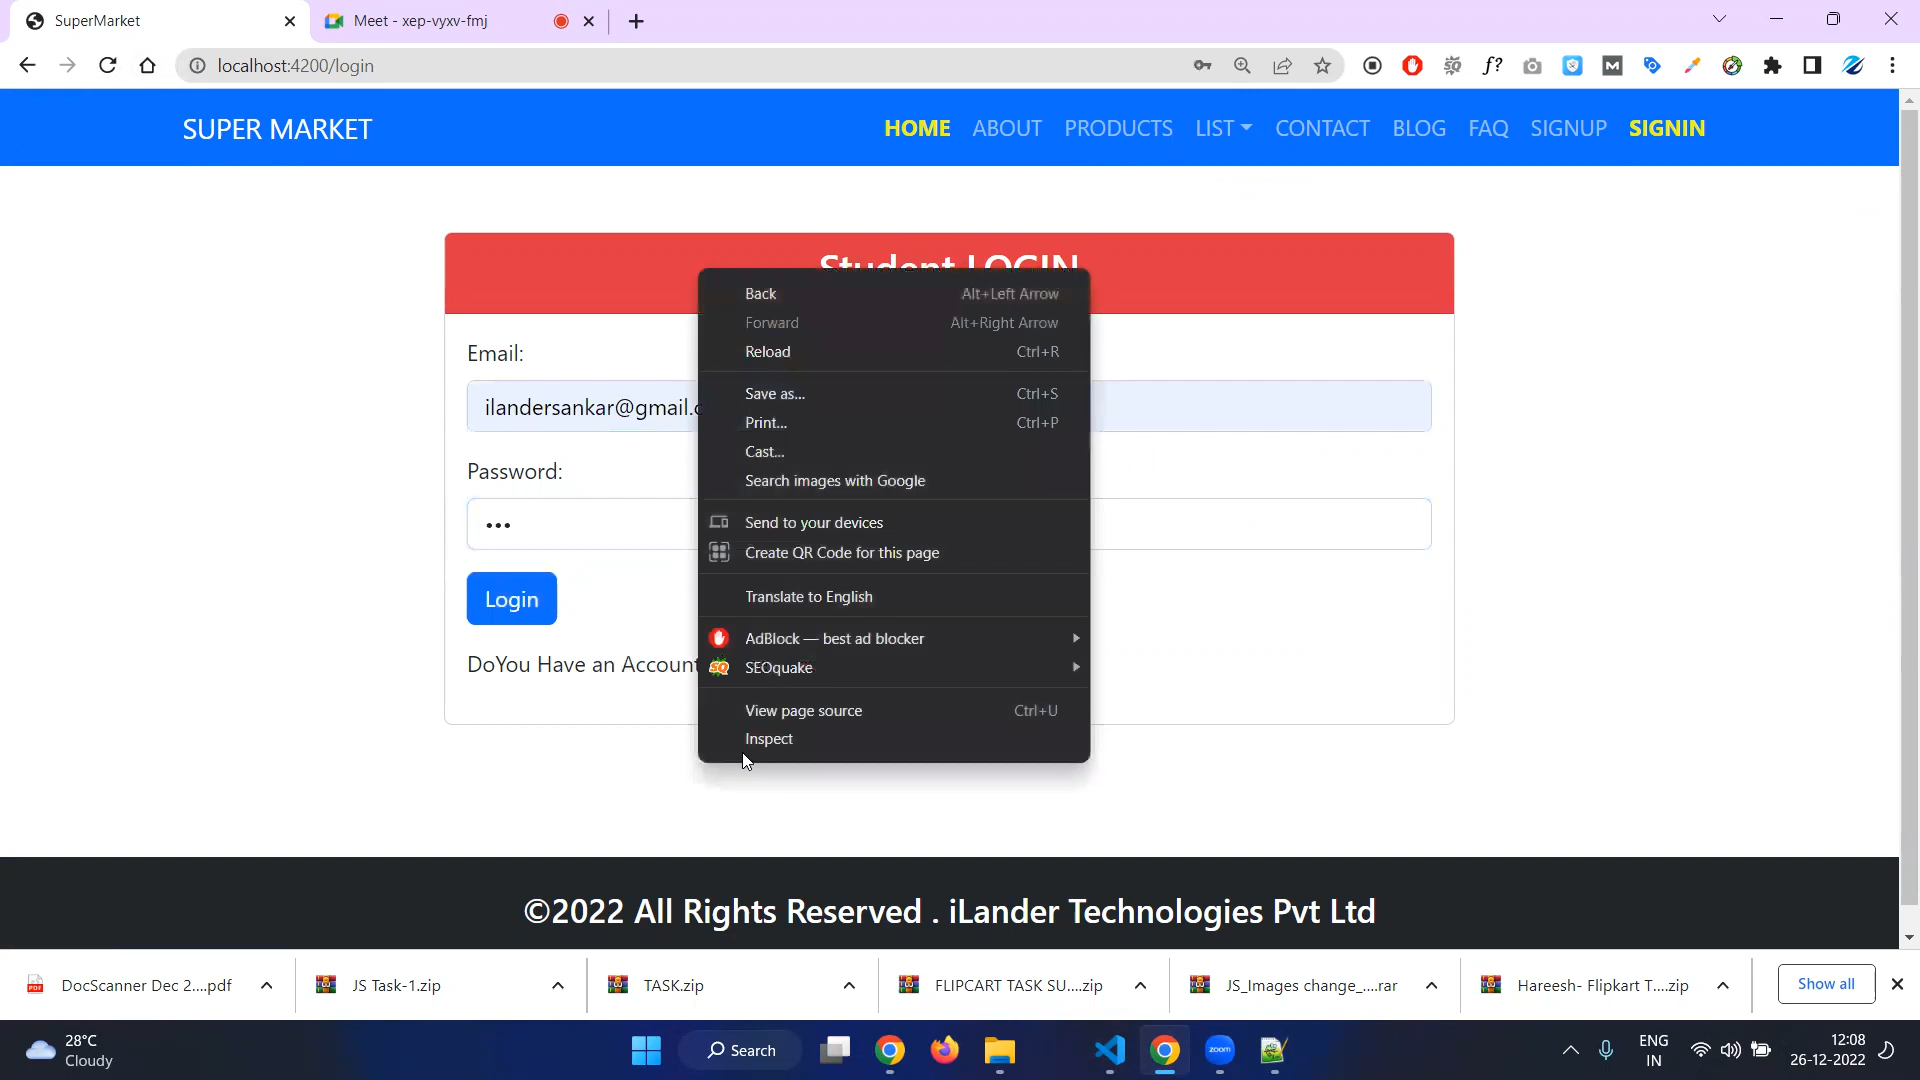 SuperMarket
Meet - xep-vyxv-fmj
localhost:4200/login
f?
M
SUPER MARKET
HOME ABOUT PRODUCTS LIST CONTACT BLOG FAQ SIGNUP SIGNIN
Student LOGIN
Email:
ilandersankar@gmail.c
Password:
•••
Login
DoYou Have an Account
Back Alt+Left Arrow
Forward Alt+Right Arrow
Reload Ctrl+R
Save as... Ctrl+S
Print... Ctrl+P
Cast...
Search images with Google
Send to your devices
Create QR Code for this page
Translate to English
AdBlock — best ad blocker
SQ SEOquake
View page source Ctrl+U
Inspect
©2022 All Rights Reserved . iLander Technologies Pvt Ltd
PDF DocScanner Dec 2....pdf
JS Task-1.zip
TASK.zip
FLIPCART TASK SU....zip
JS_Images change_....rar
Hareesh- Flipkart T....zip
Show all
28°C
Cloudy
Search
zoom
ENG
IN
12:08
26-12-2022